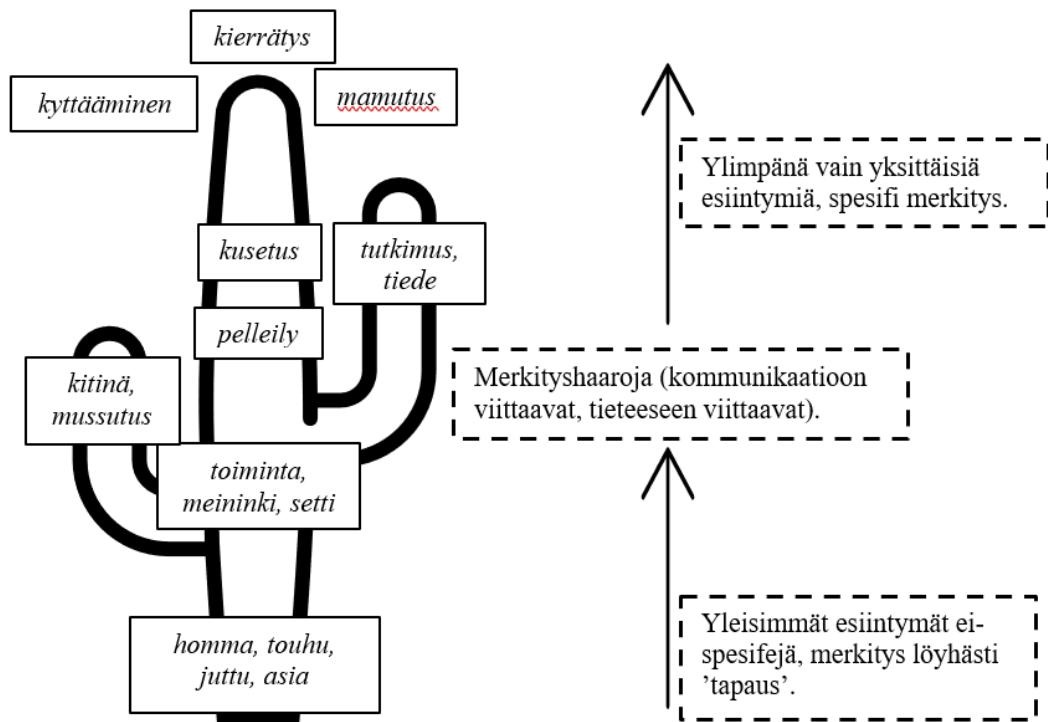 kierrätys
kyttääminen
mamutus
kusetus
tutkimus,
tiede
pelleily
kitinä,
mussutus
toiminta,
meininki, setti
homma, touhu,
juttu, asia
Ylimpänä vain yksittäisiä
esiintymiä, spesifi merkitys.
Merkityshaaroja (kommunikaatioon
viittaavat, tieteeseen viittaavat).
Yleisimmät esiintymät ei-
spesifejä, merkitys löyhästi
’tapaus’.